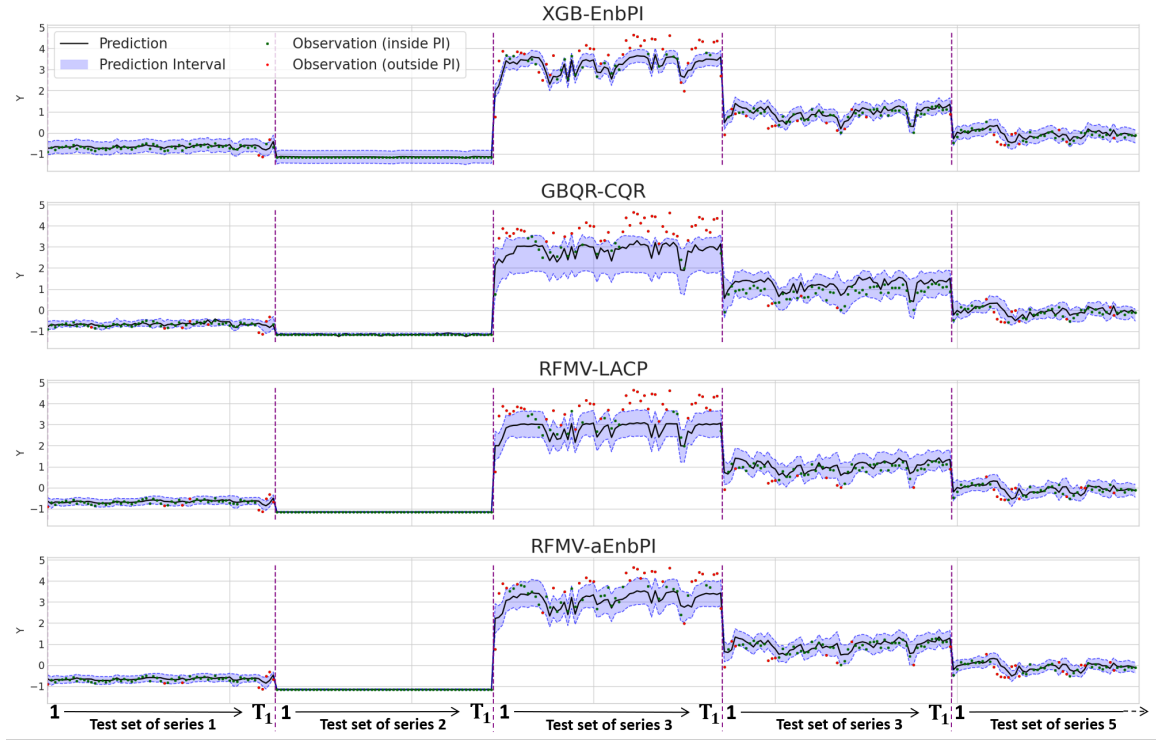 XGB-EnbPI
5
4
3
2
1
0
−1
Y
Prediction
Prediction Interval
Observation (inside PI)
Observation (outside PI)
GBQR-CQR
5
4
3
2
1
0
−1
Y
RFMV-LACP
5
4
3
2
1
0
−1
Y
RFMV-aEnbPI
5
4
3
2
1
0
−1
Y
1 T1 1 T1 1 T1 1 T1 1
Test set of series 1 Test set of series 2 Test set of series 3 Test set of series 3 Test set of series 5